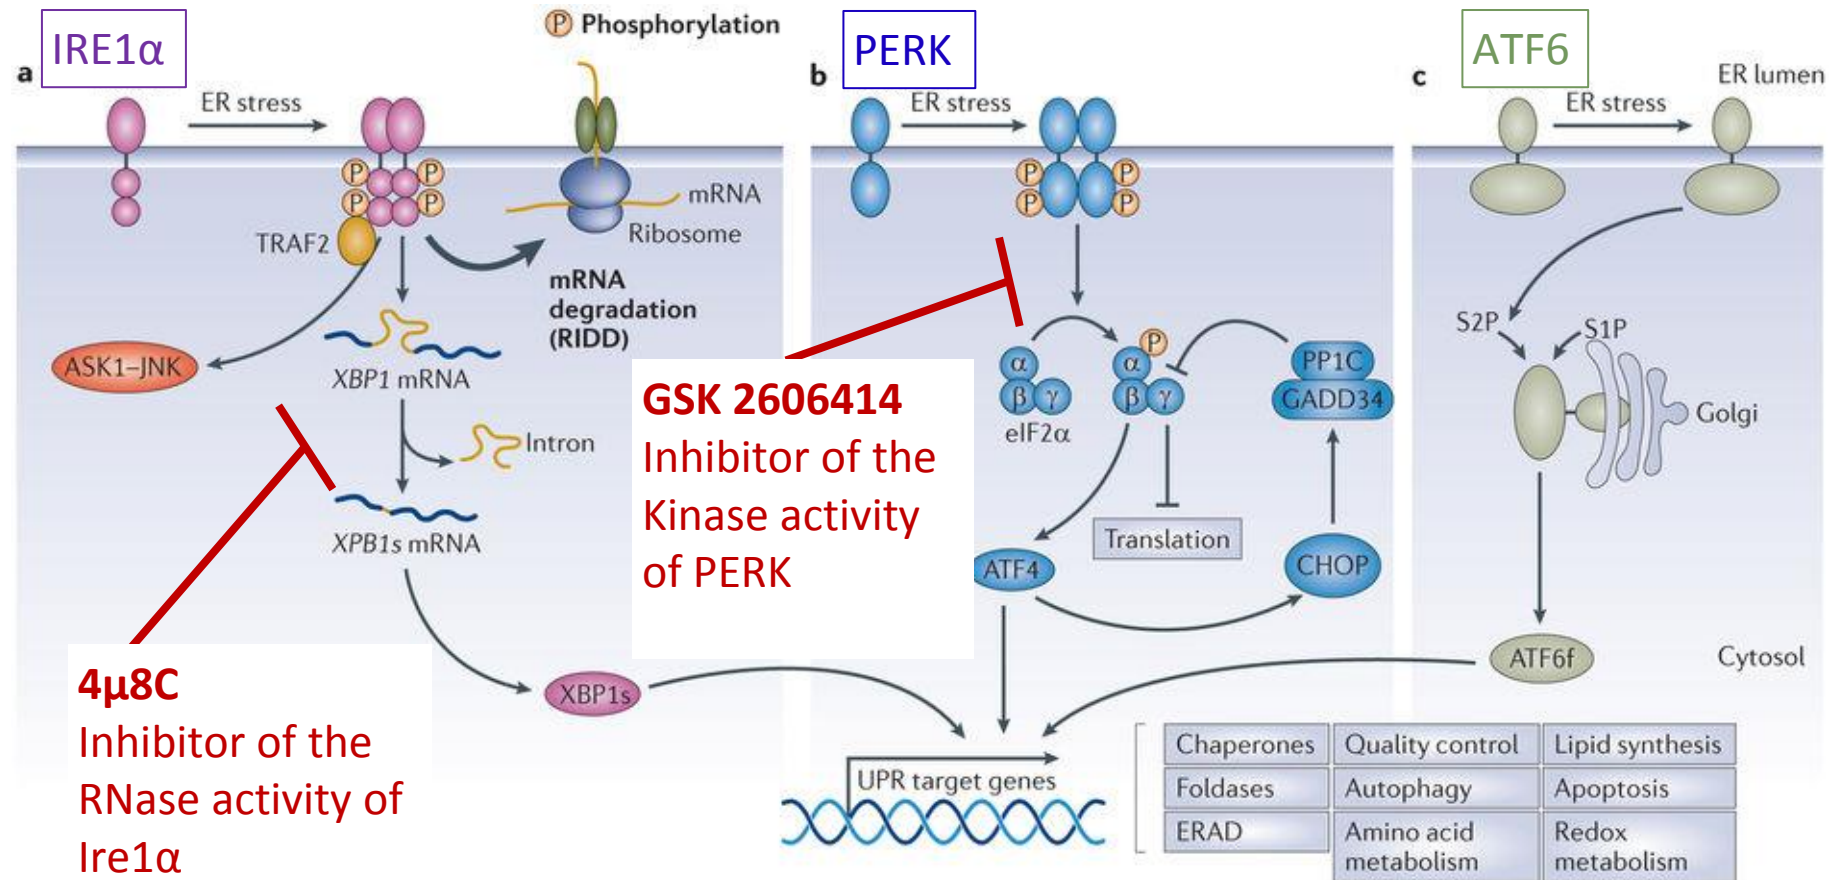 P Phosphorylation
a
IRE1α
ER stress
P
P
P
P
TRAF2
mRNA
Ribosome
mRNA
degradation
(RIDD)
ASK1–JNK
XBP1 mRNA
Intron
XPB1s mRNA
XBP1s
4µ8C
Inhibitor of the
RNase activity of
Ire1α
b
PERK
ER stress
P
P
P
P
GSK 2606414
Inhibitor of the
Kinase activity
of PERK
α
β γ
eIF2α
P
α
β γ
PP1C
GADD34
Translation
ATF4
CHOP
c
ATF6
ER lumen
ER stress
S2P
S1P
Golgi
ATF6f
Cytosol
UPR target genes
Chaperones
Quality control
Lipid synthesis
Foldases
Autophagy
Apoptosis
ERAD
Amino acid
metabolism
Redox
metabolism